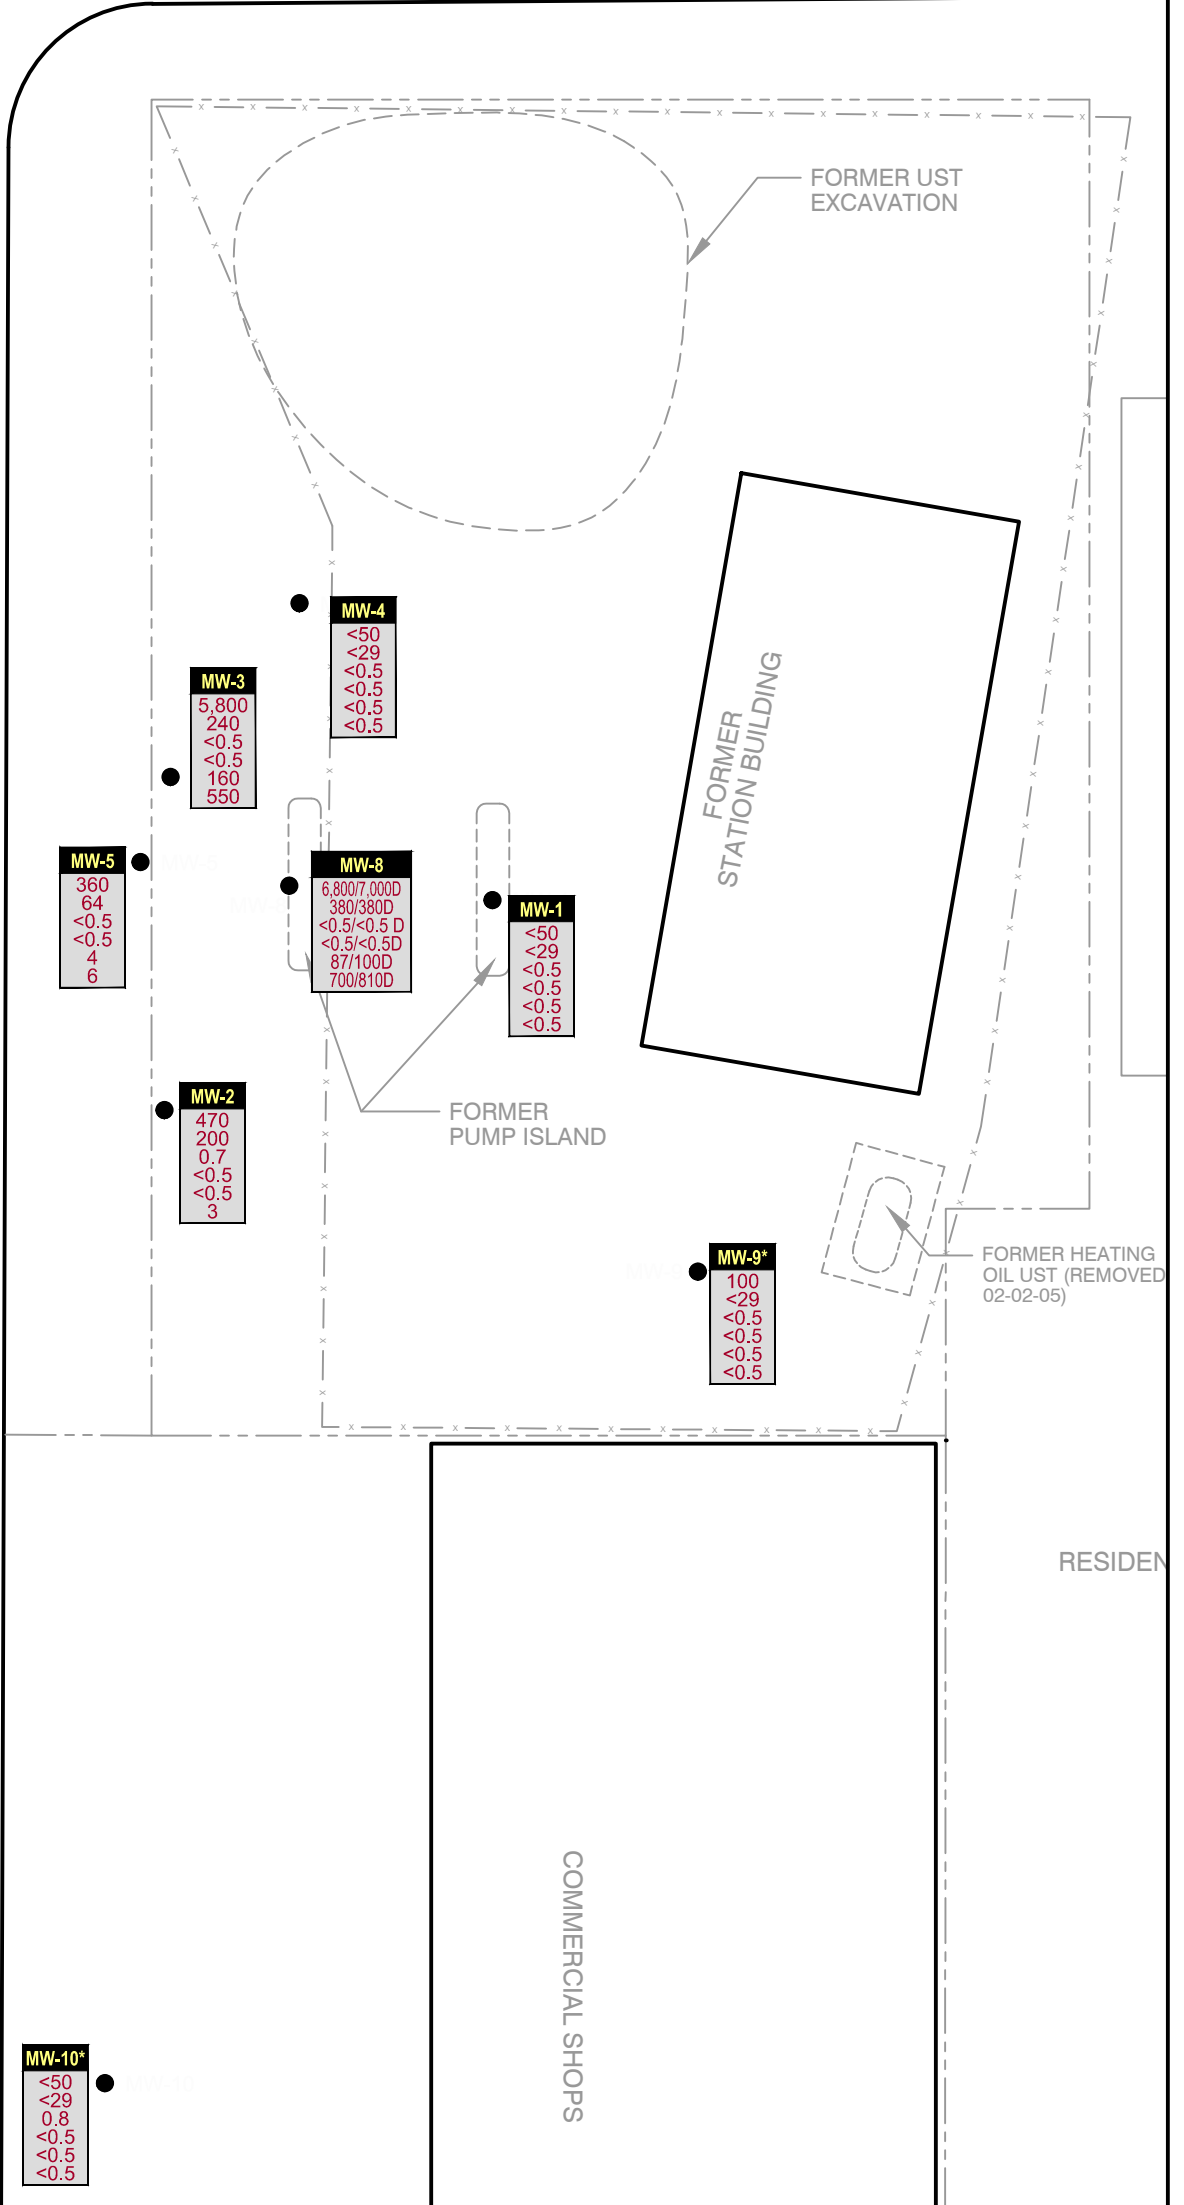 FORMER UST
EXCAVATION
MW-4
<50
<29
<0.5
<0.5
<0.5
<0.5
MW-3
5,800
240
<0.5
<0.5
160
550
FORMER
STATION BUILDING
MW-5
360
64
<0.5
<0.5
4
6
MW-8
6,800/7,000D
380/380D
<0.5/<0.5 D
<0.5/<0.5D
87/100D
700/810D
MW-1
<50
<29
<0.5
<0.5
<0.5
<0.5
MW-2
470
200
0.7
<0.5
<0.5
3
FORMER
PUMP ISLAND
MW-9*
100
<29
<0.5
<0.5
<0.5
<0.5
FORMER HEATING
OIL UST (REMOVED
02-02-05)
RESIDEN
COMMERCIAL SHOPS
MW-10*
<50
<29
0.8
<0.5
<0.5
<0.5